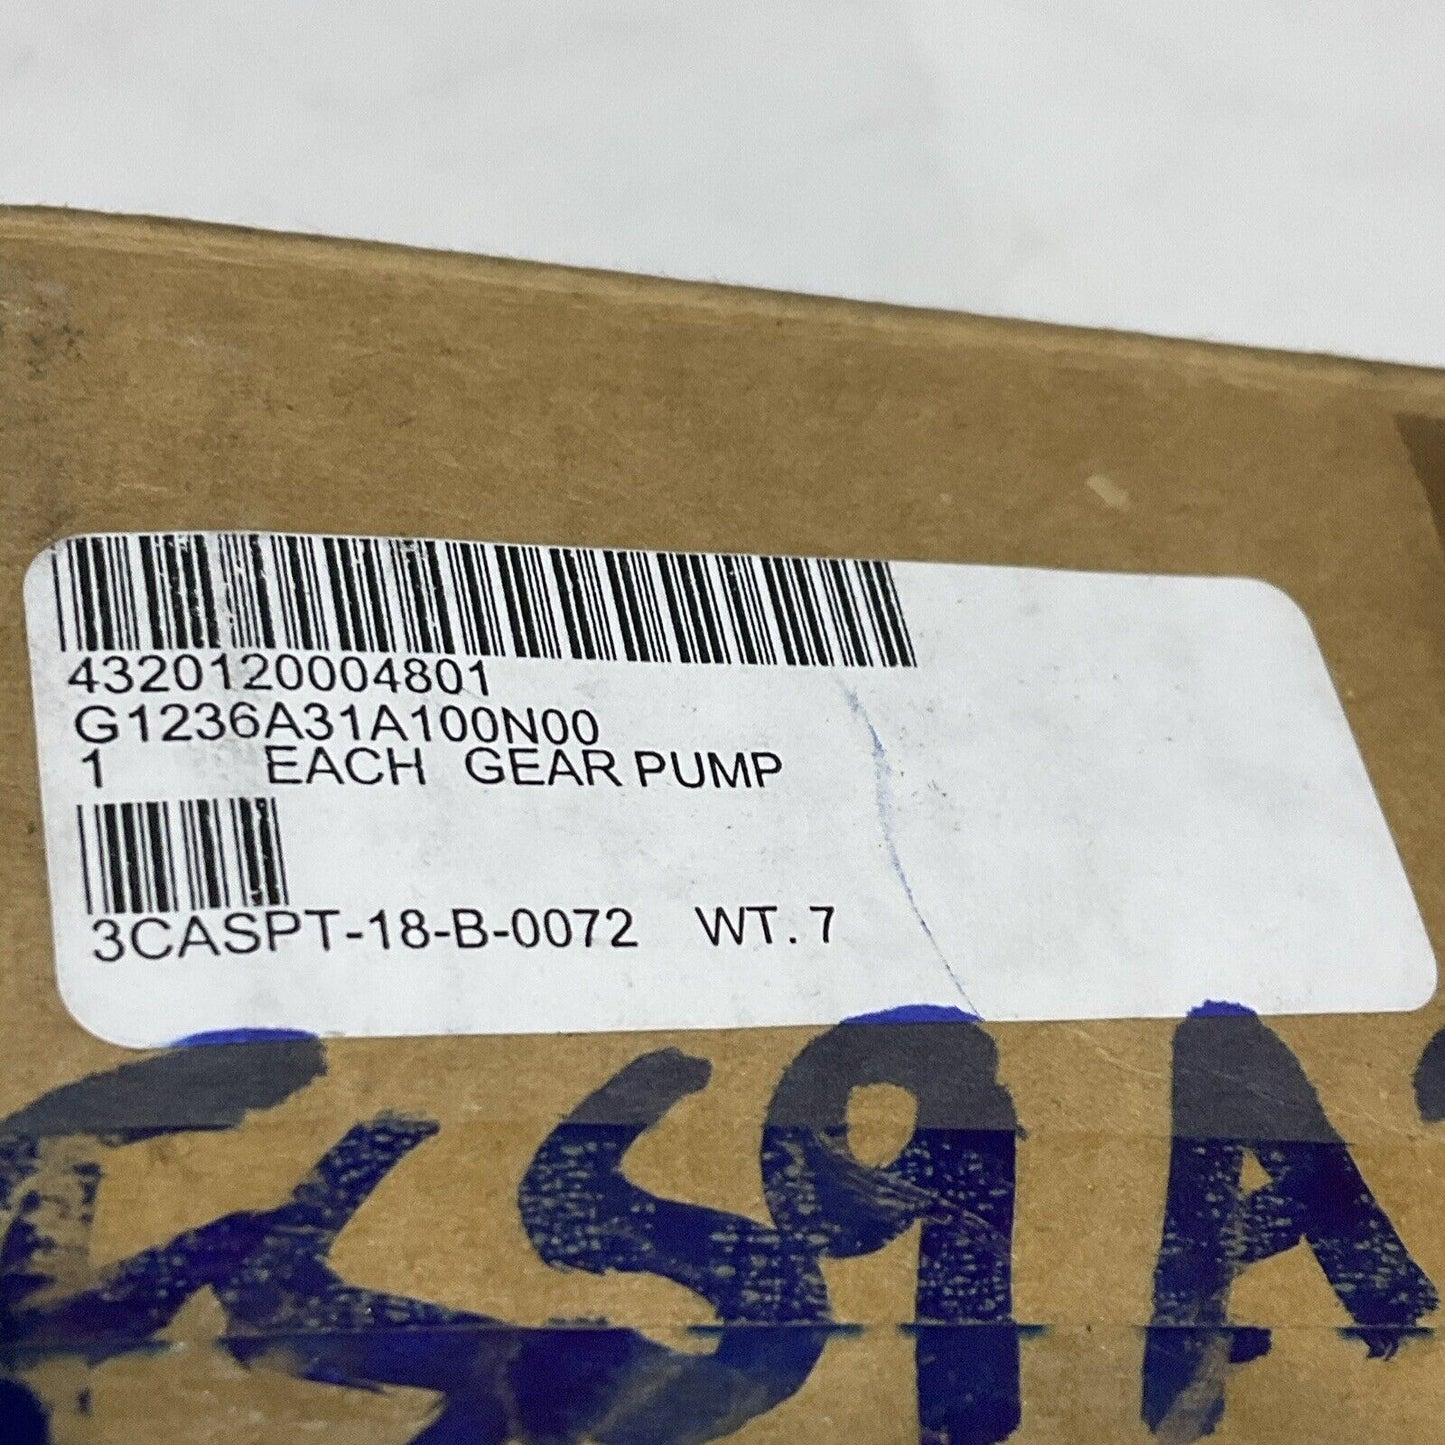 4320120004801
G1236A31A100N00
1 EACH GEAR PUMP
3CASPT-18-B-0072 WT. 7